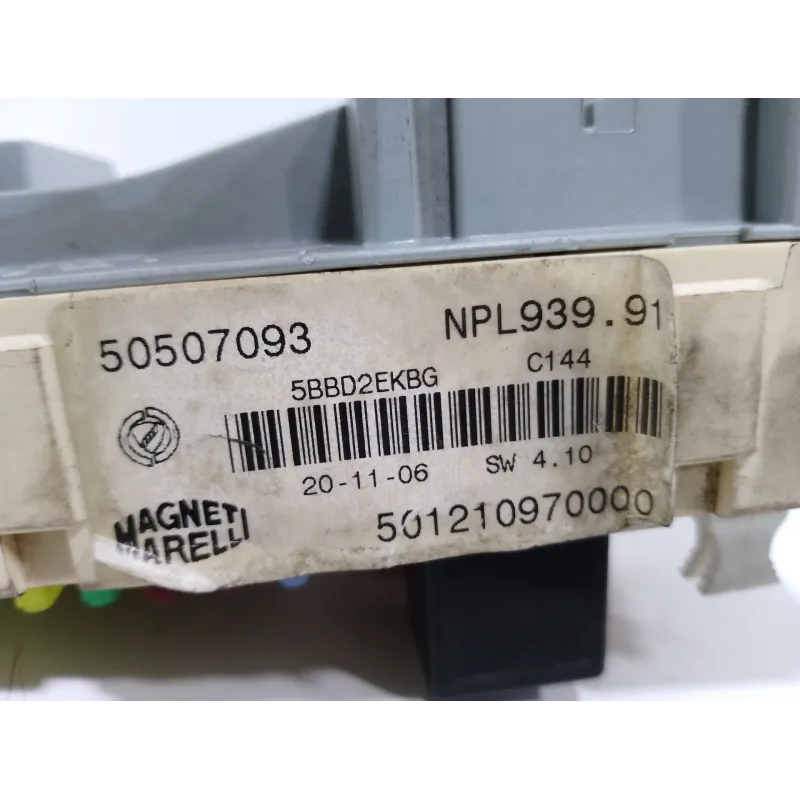 50507093 NPL939.91
5BBD2EKBG C144
20-11-06 SW 4.10
MAGNETI
MARELLI
501210970000